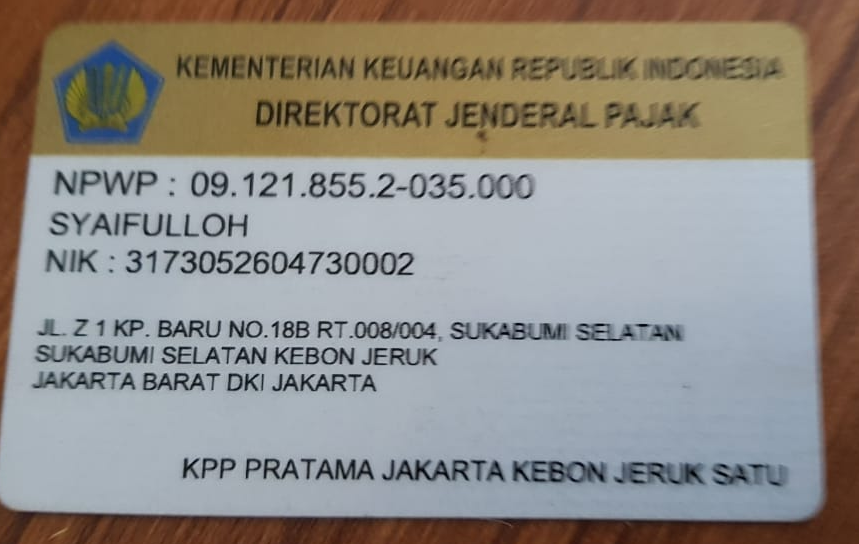 KEMENTERIAN KEUANGAN REPUBLIK INDONESIA
DIREKTORAT JENDERAL PAJAK
NPWP : 09.121.855.2-035.000
SYAIFULLOH
NIK : 3173052604730002
JL. Z 1 KP. BARU NO.18B RT.008/004, SUKABUMI SELATAN
SUKABUMI SELATAN KEBON JERUK
JAKARTA BARAT DKI JAKARTA
KPP PRATAMA JAKARTA KEBON JERUK SATU